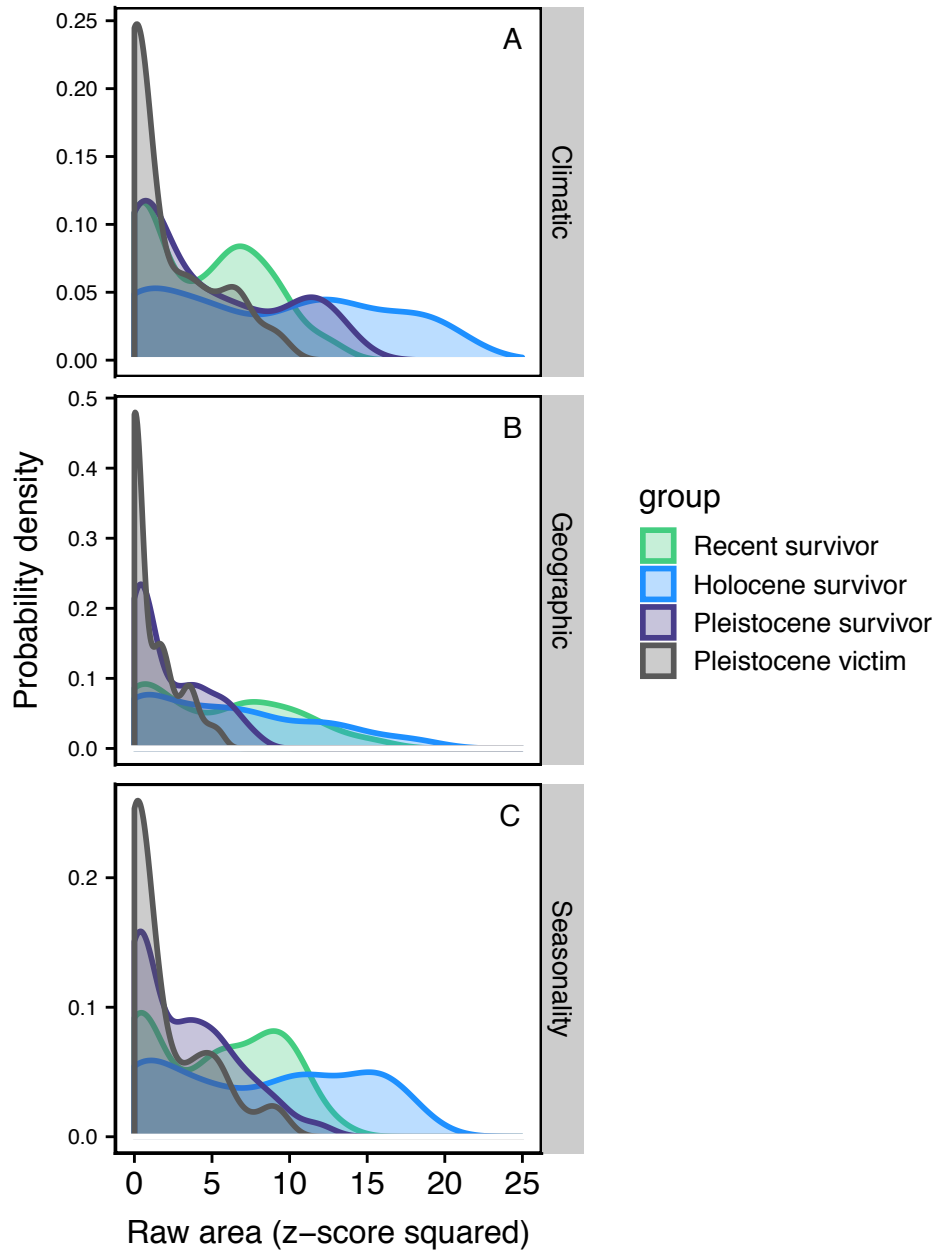 A
0.25
0.20
0.15
0.10
0.05
0.00
Climatic
B
0.5
0.4
0.3
0.2
0.1
0.0
Geographic
C
0.2
0.1
0.0
Seasonality
0 5 10 15 20 25
Raw area (z−score squared)
Probability density
group
Recent survivor
Holocene survivor
Pleistocene survivor
Pleistocene victim